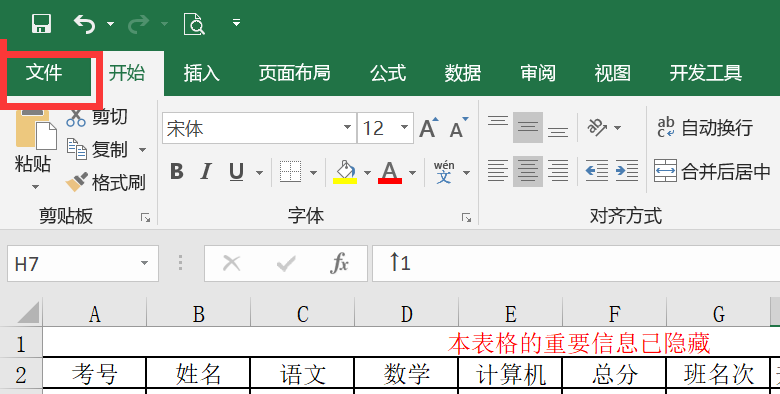 文件 开始 插入 页面布局 公式 数据 审阅 视图 开发工具
剪切
宋体 12 A A ab c 自动换行
复制
粘贴 格式刷 B I U A wén 文 合并后居中
剪贴板 字体 对齐方式
H7 fx ↑1
A B C D E F G
1 本表格的重要信息已隐藏
2 考号 姓名 语文 数学 计算机 总分 班名次